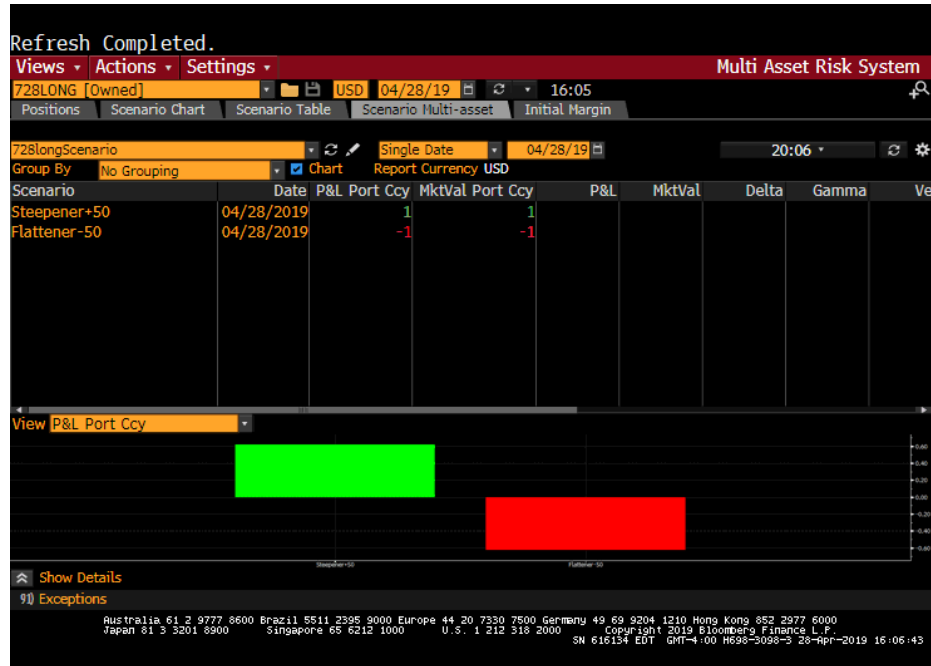 Refresh Completed.
Views Actions Settings Multi Asset Risk System
728LONG [Owned] USD 04/28/19 16:05
Positions Scenario Chart Scenario Table Scenario Multi-asset Initial Margin
728longScenario Single Date 04/28/19 20:06
Group By No Grouping Chart Report Currency USD
Scenario Date P&L Port Ccy MktVal Port Ccy P&L MktVal Delta Gamma Ve
Steepener+50 04/28/2019 1 1
Flattener-50 04/28/2019 -1 -1
View P&L Port Ccy
0.60
0.40
0.20
0.00
-0.20
-0.40
-0.60
Steepener+50 Flattener-50
Show Details
91) Exceptions
Australia 61 2 9777 8600 Brazil 5511 2395 9000 Europe 44 20 7330 7500 Germany 49 69 9204 1210 Hong Kong 852 2977 6000
Japan 81 3 3201 8900 Singapore 65 6212 1000 U.S. 1 212 318 2000 Copyright 2019 Bloomberg Finance L.P.
SN 616134 EDT GMT-4:00 H698-3098-3 28-Apr-2019 16:06:43